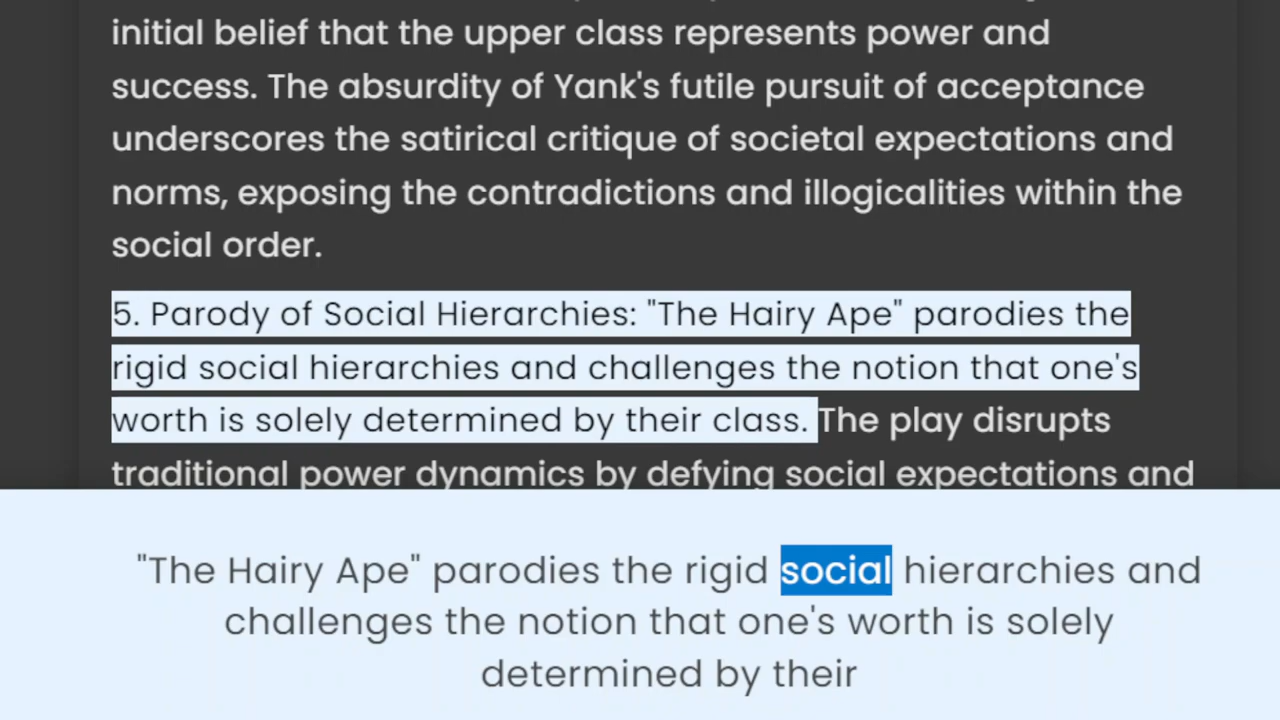 initial belief that the upper class represents power and
success. The absurdity of Yank's futile pursuit of acceptance
underscores the satirical critique of societal expectations and
norms, exposing the contradictions and illogicalities within the
social order.
5. Parody of Social Hierarchies: "The Hairy Ape" parodies the
rigid social hierarchies and challenges the notion that one's
worth is solely determined by their class. The play disrupts
traditional power dynamics by defying social expectations and
"The Hairy Ape" parodies the rigid social hierarchies and
challenges the notion that one's worth is solely
determined by their